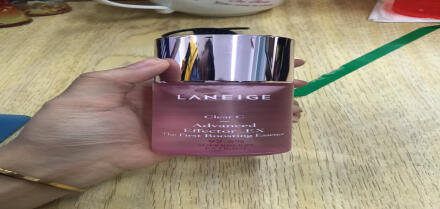 LANEIGE
Clear C
Advanced
Effector_EX
The First Boosting Essence